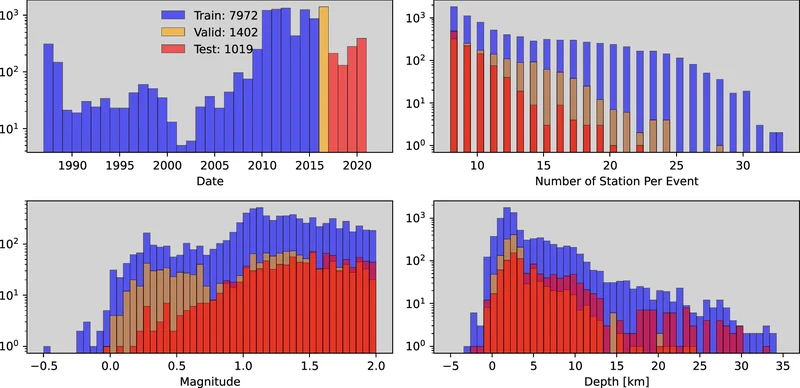 10³
10²
10¹
Train: 7972
Valid: 1402
Test: 1019
1990 1995 2000 2005 2010 2015 2020
Date
10³
10²
10¹
10⁰
10 15 20 25 30
Number of Station Per Event
10²
10¹
10⁰
−0.5 0.0 0.5 1.0 1.5 2.0
Magnitude
10³
10²
10¹
10⁰
−5 0 5 10 15 20 25 30 35
Depth [km]